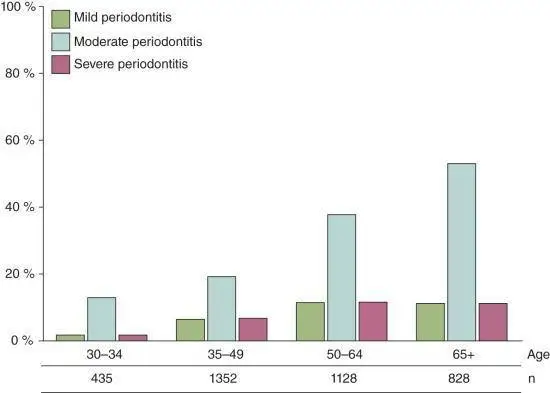 100 %
Mild periodontitis
Moderate periodontitis
Severe periodontitis
80 %
60 %
40 %
20 %
0 %
30–34 35–49 50–64 65+ Age
435 1352 1128 828 n